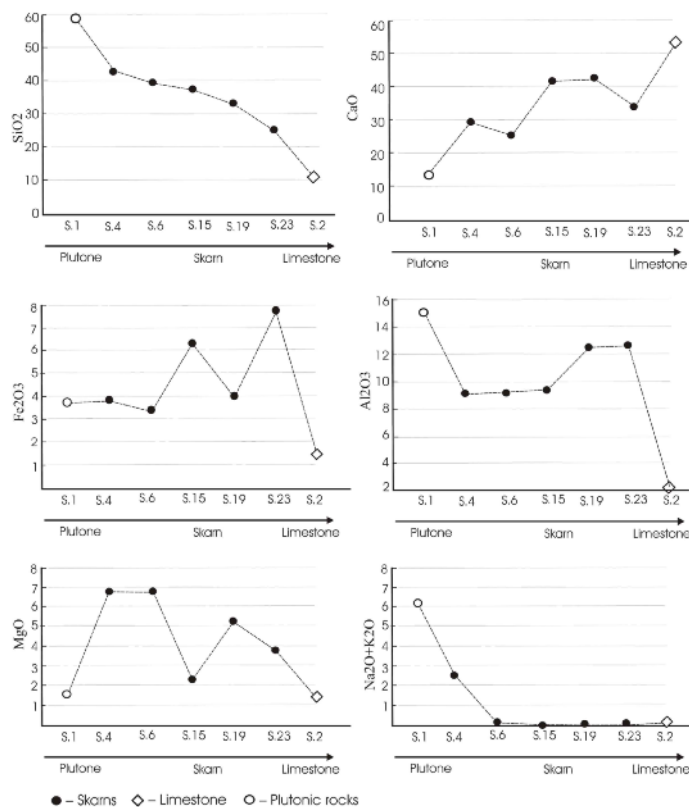 60
50
40
30
20
10
0
SiO2
S.1 S.4 S.6 S.15 S.19 S.23 S.2
Plutone Skarn Limestone
60
50
40
30
20
10
0
CaO
S.1 S.4 S.6 S.15 S.19 S.23 S.2
Plutone Skarn Limestone
8
7
6
5
4
3
2
1
Fe2O3
S.1 S.4 S.6 S.15 S.19 S.23 S.2
Plutone Skarn Limestone
16
14
12
10
8
6
4
2
Al2O3
S.1 S.4 S.6 S.15 S.19 S.23 S.2
Plutone Skarn Limestone
8
7
6
5
4
3
2
1
MgO
S.1 S.4 S.6 S.15 S.19 S.23 S.2
Plutone Skarn Limestone
8
7
6
5
4
3
2
1
Na2O+K2O
S.1 S.4 S.6 S.15 S.19 S.23 S.2
Plutone Skarn Limestone
– Skarns – Limestone – Plutonic rocks